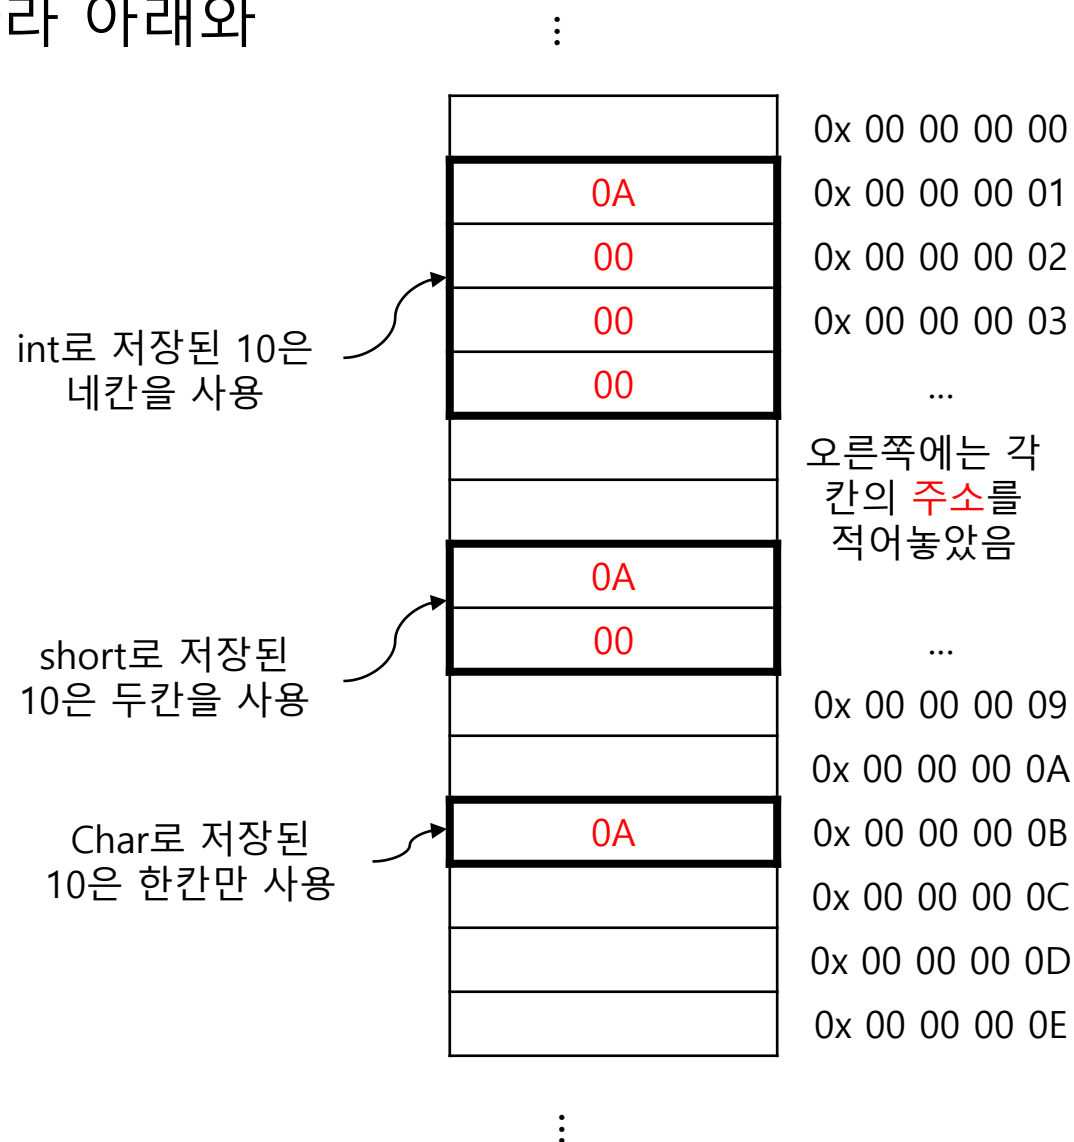 라 아래와
⋮
0x 00 00 00 00
0A 0x 00 00 00 01
00 0x 00 00 00 02
00 0x 00 00 00 03
int로 저장된 10은
네칸을 사용
00 ...
오른쪽에는 각
칸의 주소를
적어놓았음
0A
00 ...
short로 저장된
10은 두칸을 사용
0x 00 00 00 09
0x 00 00 00 0A
Char로 저장된
10은 한칸만 사용
0A 0x 00 00 00 0B
0x 00 00 00 0C
0x 00 00 00 0D
0x 00 00 00 0E
⋮